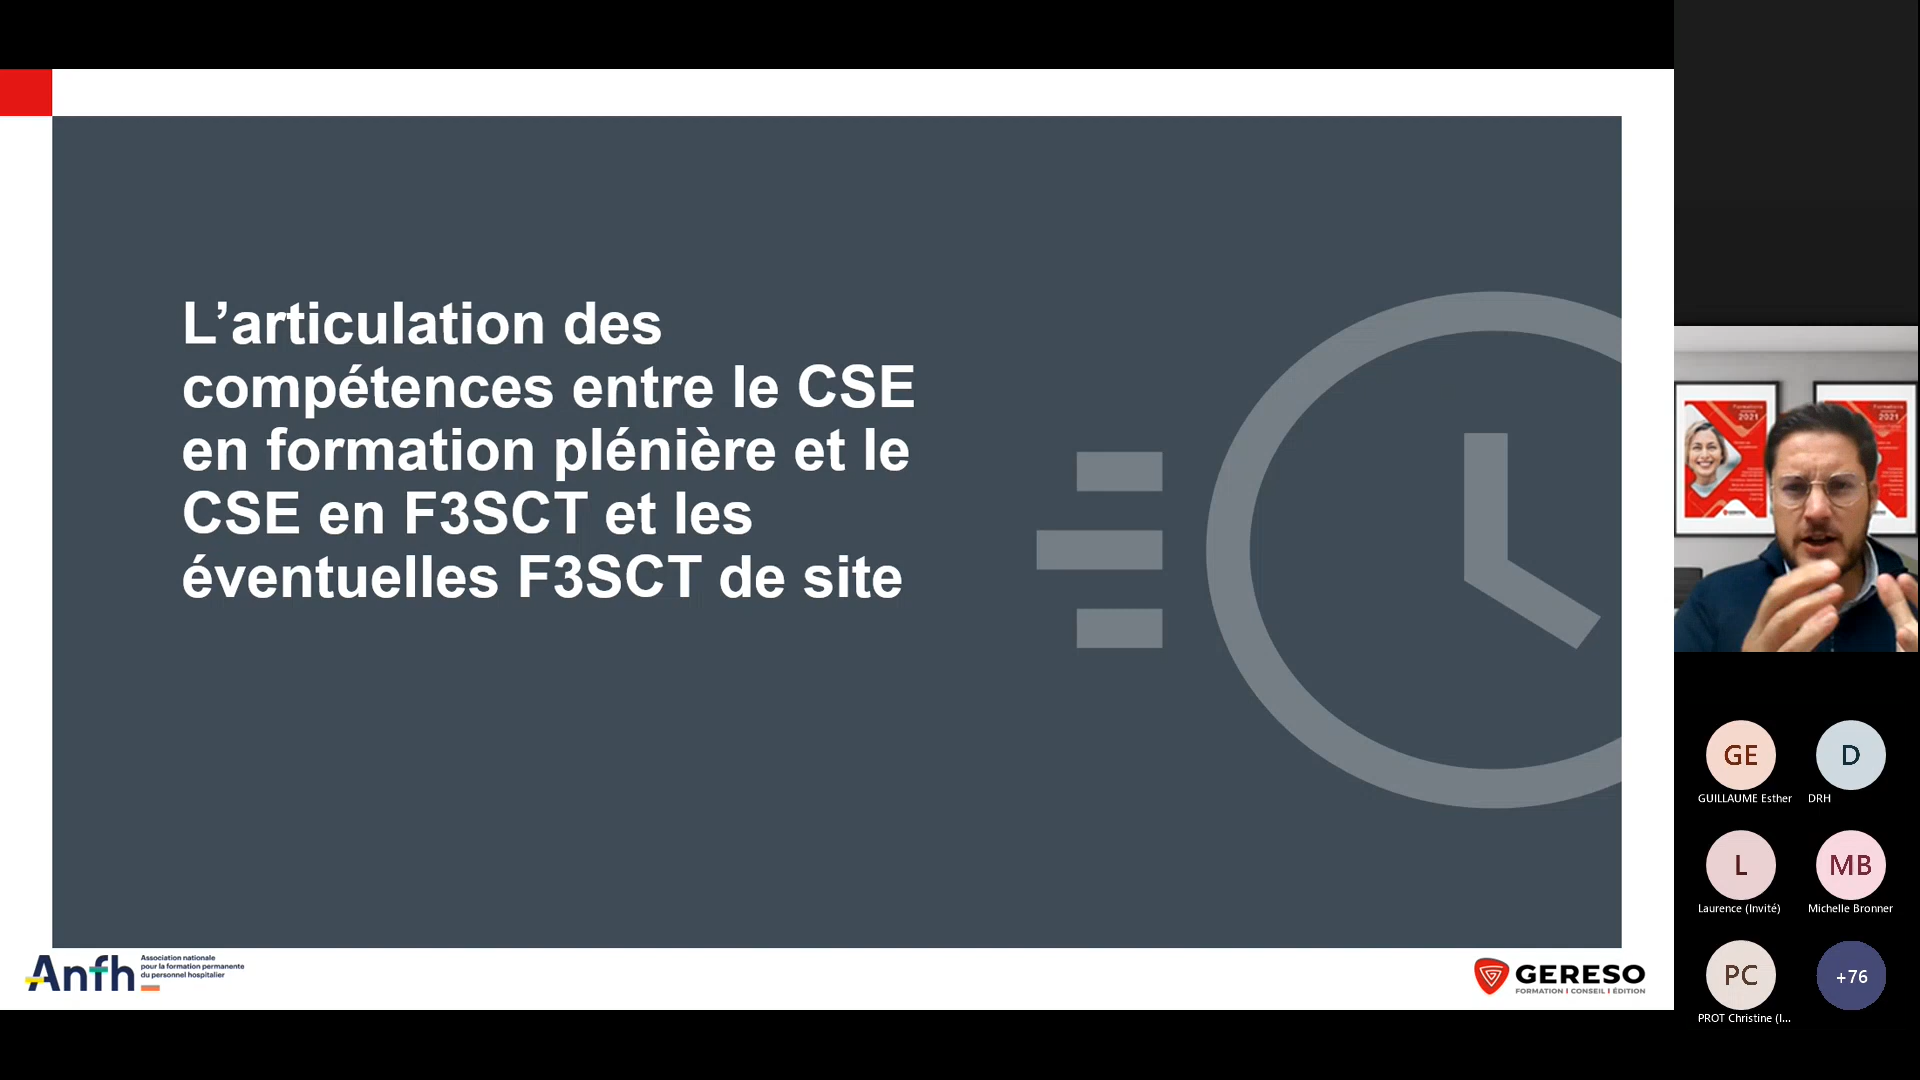 L’articulation des
compétences entre le CSE
en formation plénière et le
CSE en F3SCT et les
éventuelles F3SCT de site
Anfh
Association nationale
pour la formation permanente
du personnel hospitalier
GERESO
FORMATION I CONSEIL I ÉDITION
2021
2021
GE
GUILLAUME Esther
D
DRH
L
Laurence (Invité)
MB
Michelle Bronner
PC
PROT Christine (I...
+76